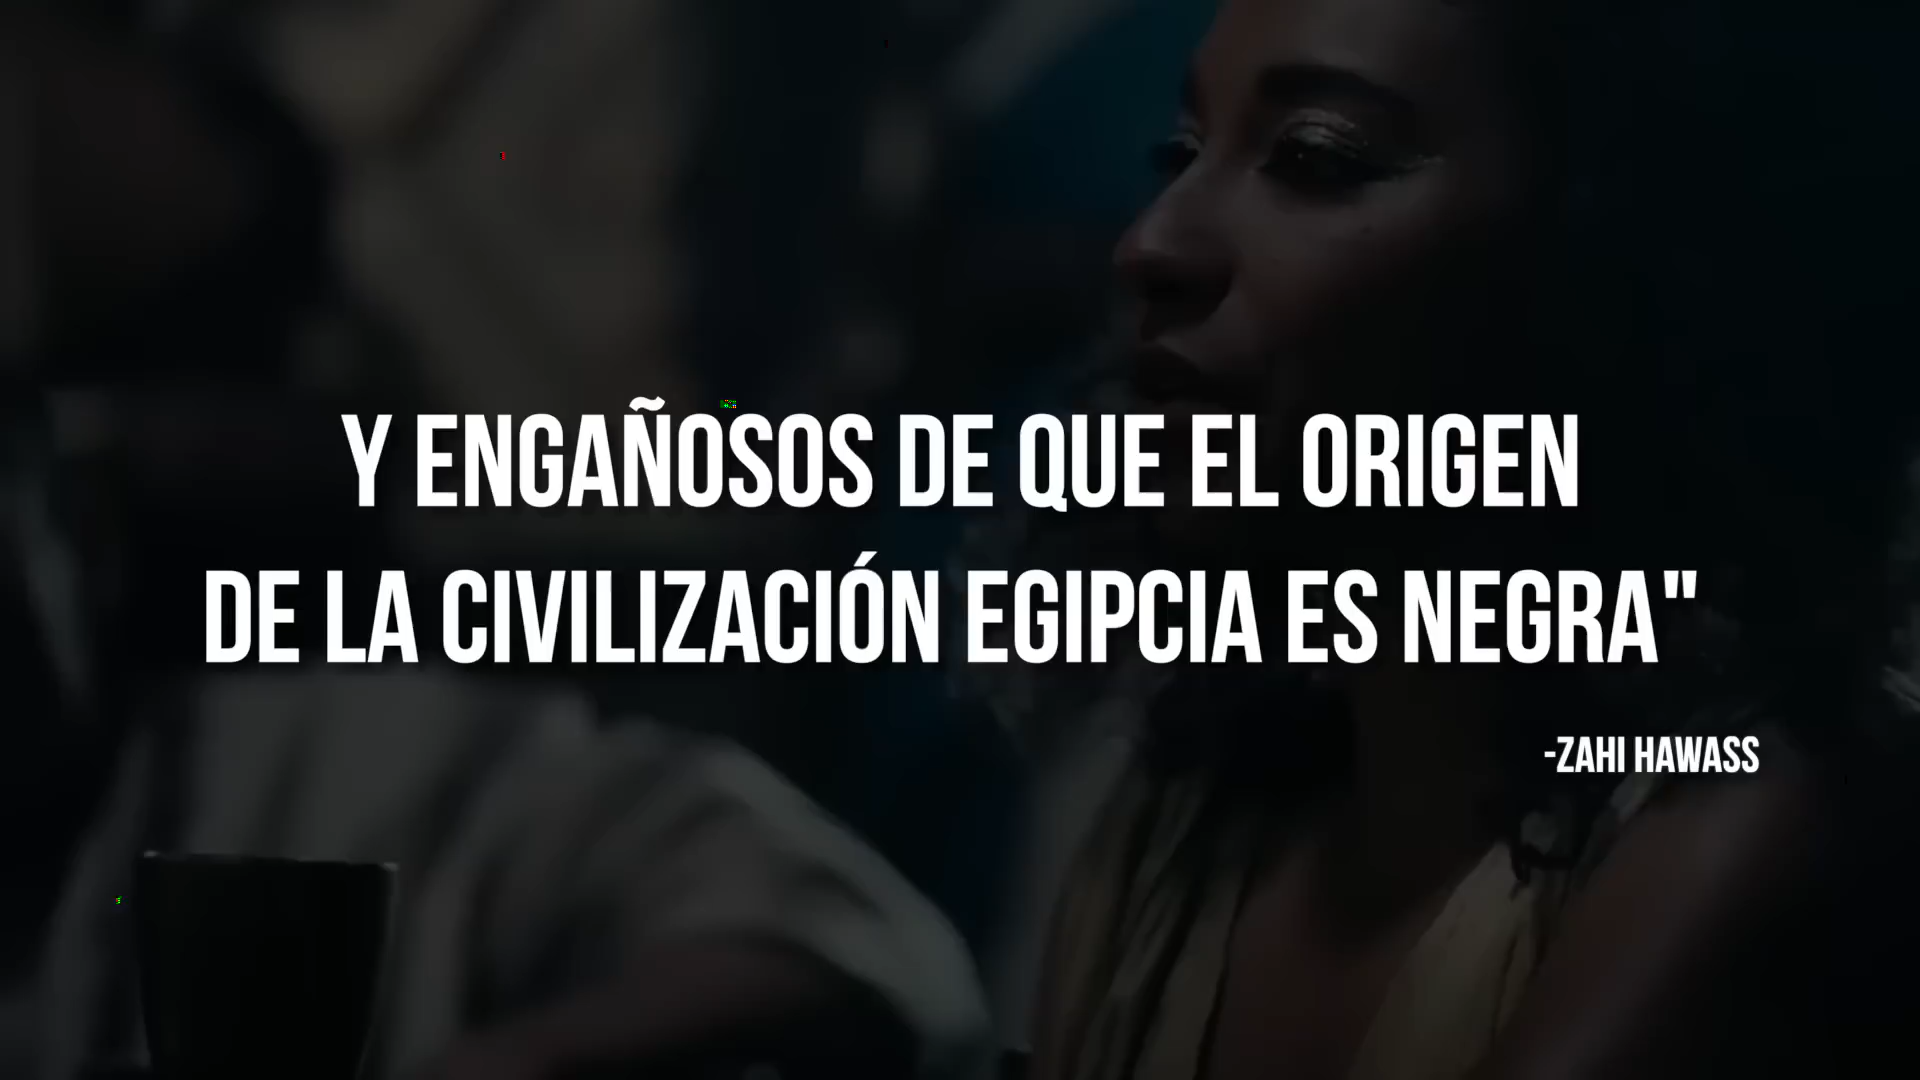 Y ENGAÑOSOS DE QUE EL ORIGEN
DE LA CIVILIZACIÓN EGIPCIA ES NEGRA"
-ZAHI HAWASS